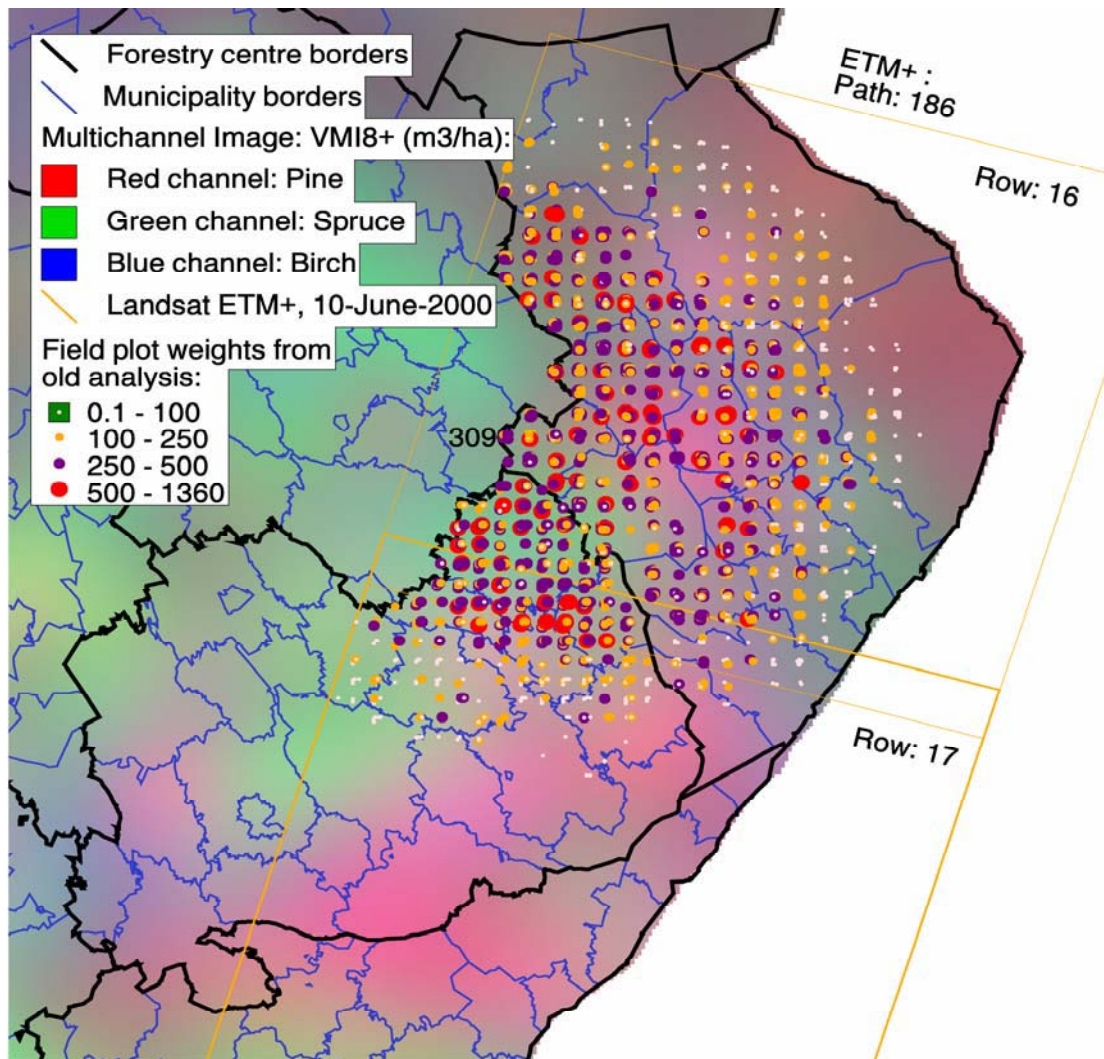 Forestry centre borders
Municipality borders
Multichannel Image: VMI8+ (m3/ha):
Red channel: Pine
Green channel: Spruce
Blue channel: Birch
Landsat ETM+, 10-June-2000
Field plot weights from
old analysis:
0.1 - 100
100 - 250
250 - 500
500 - 1360
ETM+ :
Path: 186
Row: 16
309
Row: 17